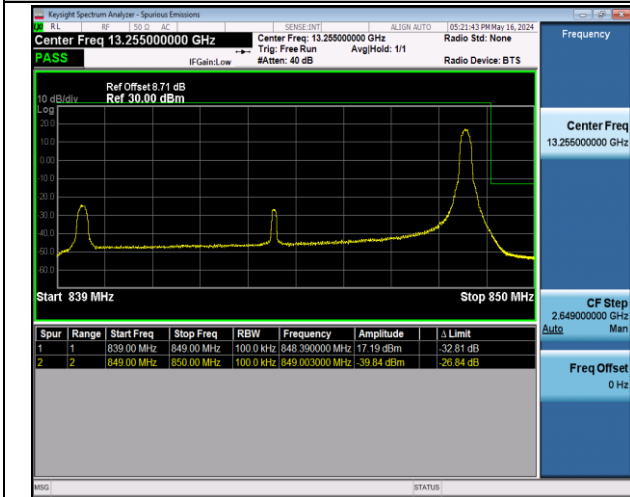 Keysight Spectrum Analyzer - Spurious Emissions
RL RF 50 Ω AC SENSE:INT ALIGN AUTO 05:21:43 PM May 16, 2024
Center Freq 13.255000000 GHz
PASS
IFGain:Low
Center Freq: 13.255000000 GHz
Trig: Free Run Avg|Hold: 1/1
#Atten: 40 dB
Radio Std: None
Radio Device: BTS
Ref Offset 8.71 dB
10 dB/div Ref 30.00 dBm
Log
20.0
10.0
0.00
-10.0
-20.0
-30.0
-40.0
-50.0
-60.0
Start 839 MHz Stop 850 MHz
Spur Range Start Freq Stop Freq RBW Frequency Amplitude Δ Limit
1 1 839.00 MHz 849.00 MHz 100.0 kHz 848.390000 MHz 17.19 dBm -32.81 dB
2 2 849.00 MHz 850.00 MHz 100.0 kHz 849.003000 MHz -39.84 dBm -26.84 dB
Frequency
Center Freq
13.255000000 GHz
CF Step
2.649000000 GHz
Auto Man
Freq Offset
0 Hz
MSG STATUS